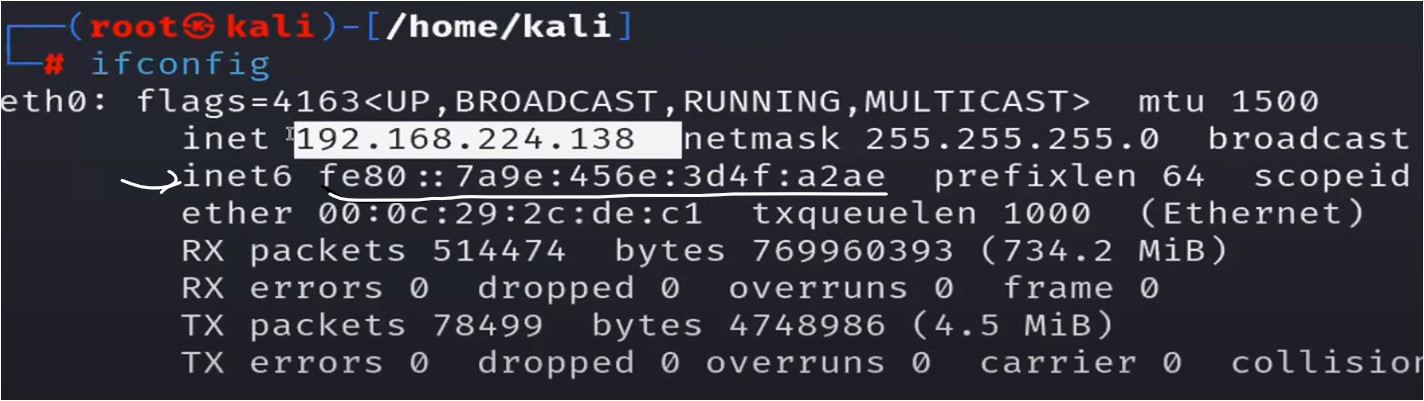 (root㉿kali)-[/home/kali]
# ifconfig
eth0: flags=4163<UP,BROADCAST,RUNNING,MULTICAST>  mtu 1500
inet 192.168.224.138  netmask 255.255.255.0  broadcast
inet6 fe80::7a9e:456e:3d4f:a2ae  prefixlen 64  scopeid
ether 00:0c:29:2c:de:c1  txqueuelen 1000  (Ethernet)
RX packets 514474  bytes 769960393 (734.2 MiB)
RX errors 0  dropped 0  overruns 0  frame 0
TX packets 78499  bytes 4748986 (4.5 MiB)
TX errors 0  dropped 0 overruns 0  carrier 0  collision